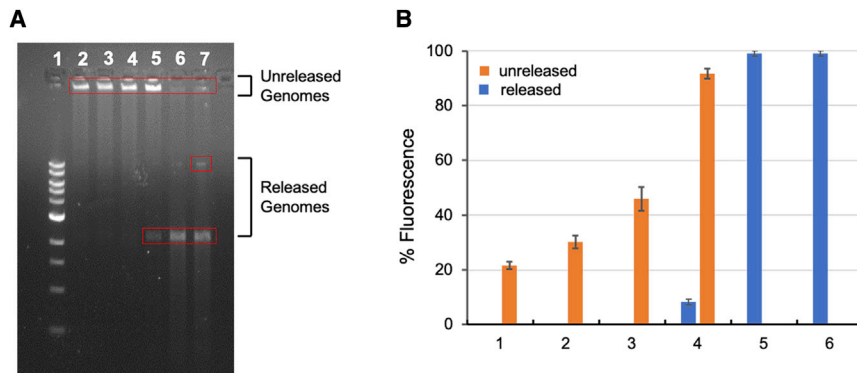 A
1 2 3 4 5 6 7
Unreleased
Genomes
Released
Genomes
B
100
80
60
40
20
0
% Fluorescence
unreleased
released
1 2 3 4 5 6